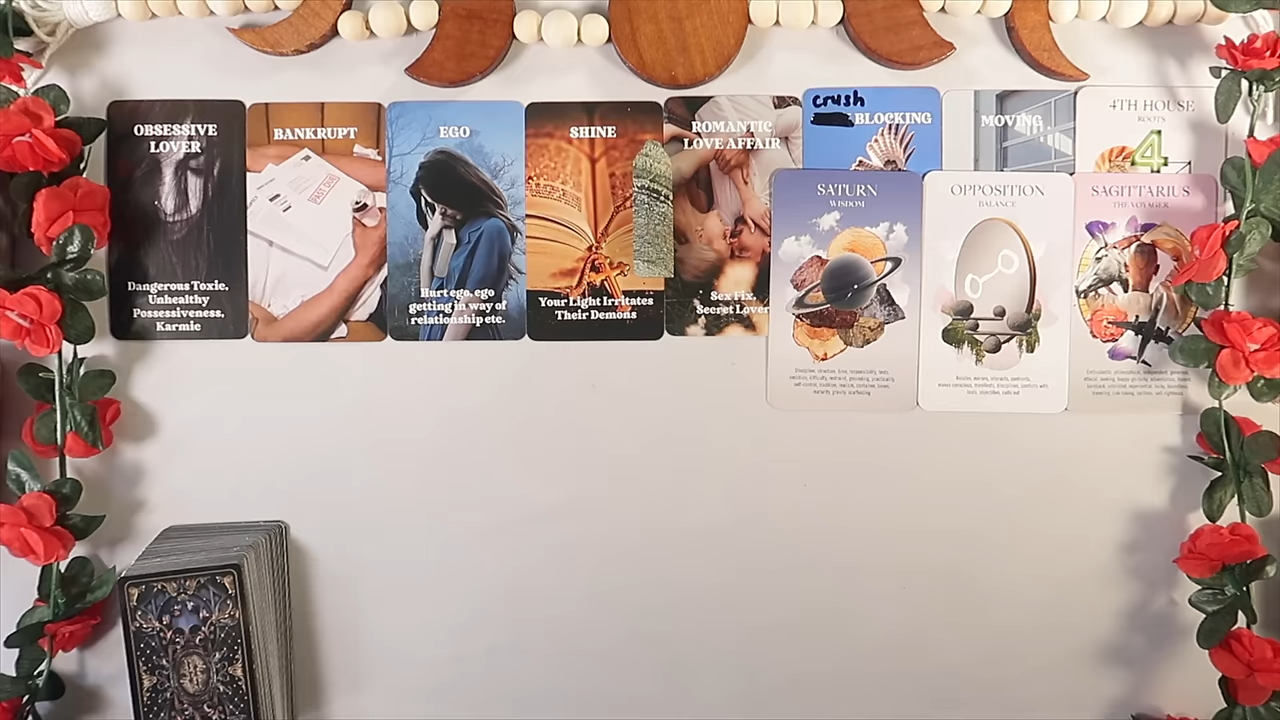 OBSESSIVE
LOVER
Dangerous Toxic,
Unhealthy
Possessiveness,
Karmic
BANKRUPT
PAST DUE
EGO
Hurt ego, ego
getting in way of
relationship etc.
SHINE
Your Light Irritates
Their Demons
ROMANTIC
LOVE AFFAIR
Sex Fix,
Secret Lover
crush
BLOCKING
MOVING
4TH HOUSE
ROOTS
4
SATURN
WISDOM
OPPOSITION
BALANCE
SAGITTARIUS
THE VOYAGER